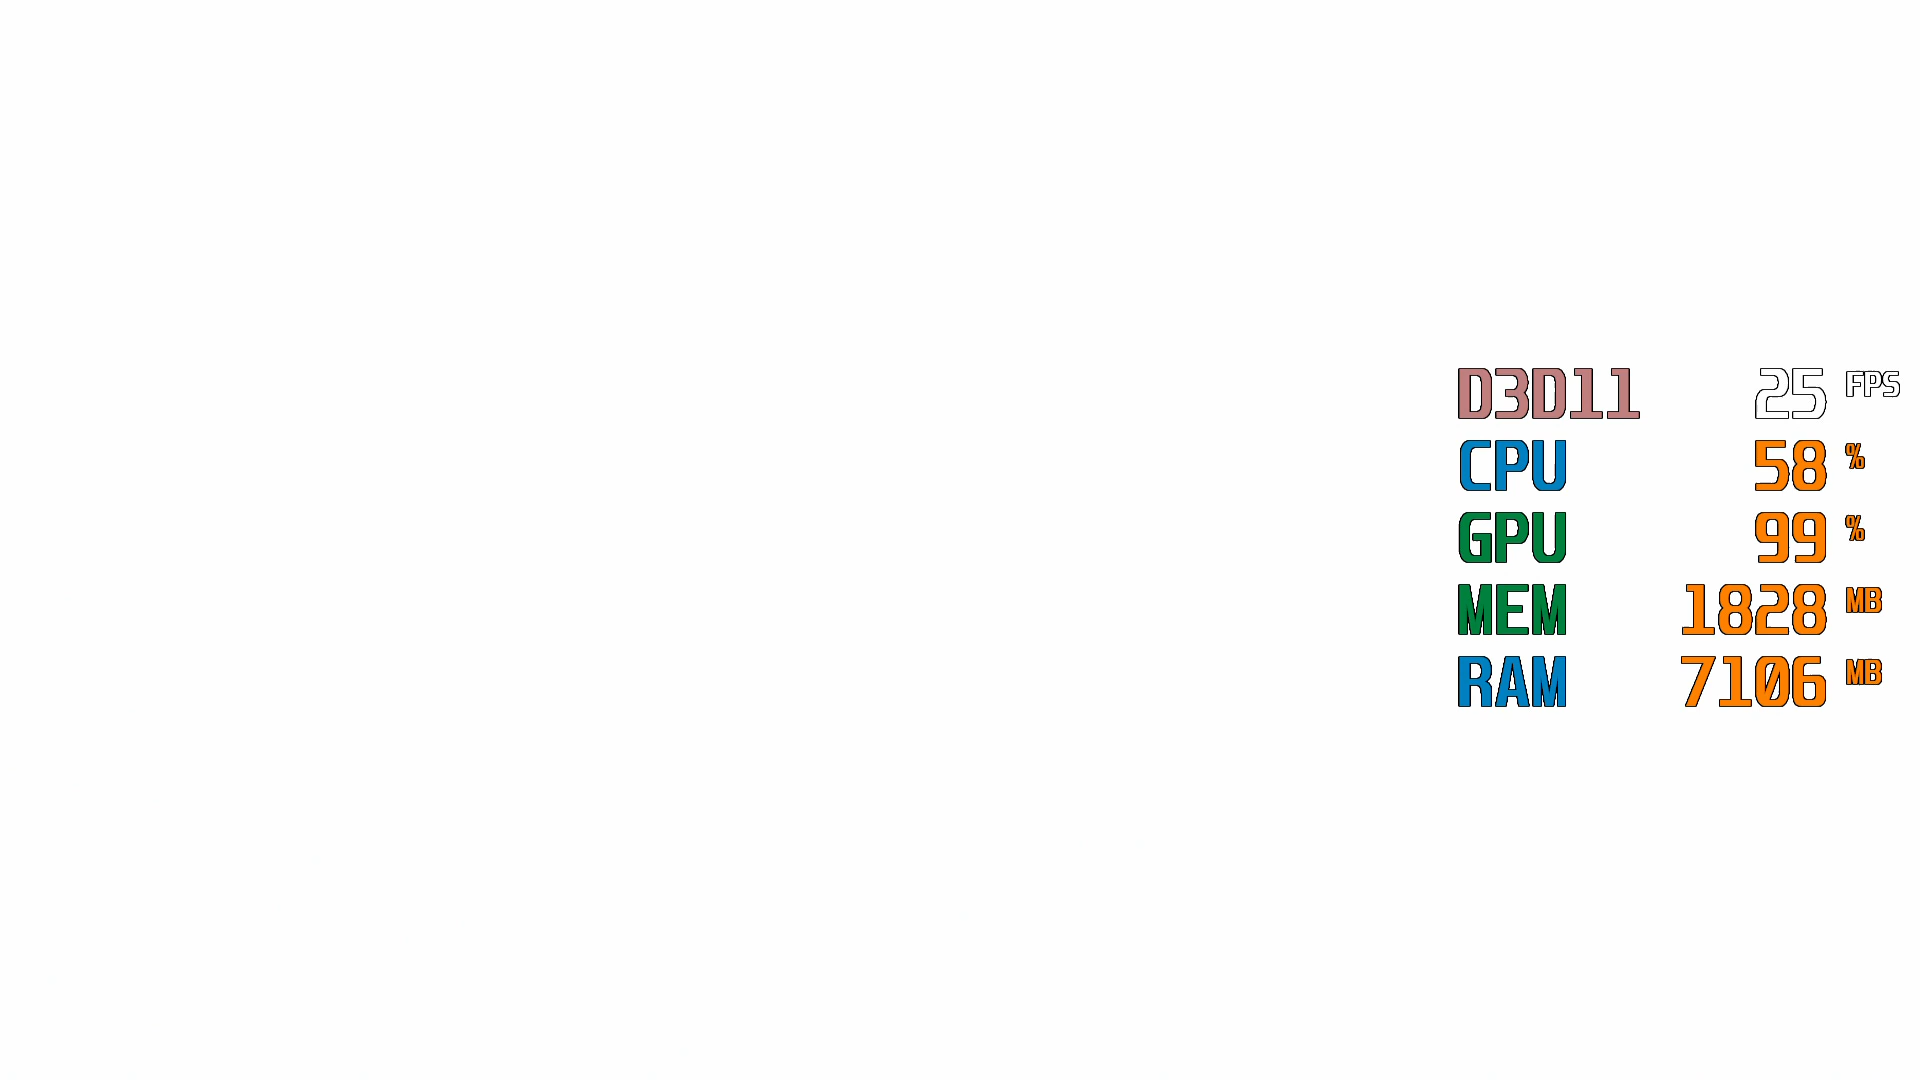 D3D11 25 FPS
CPU 58 %
GPU 99 %
MEM 1828 MB
RAM 7106 MB